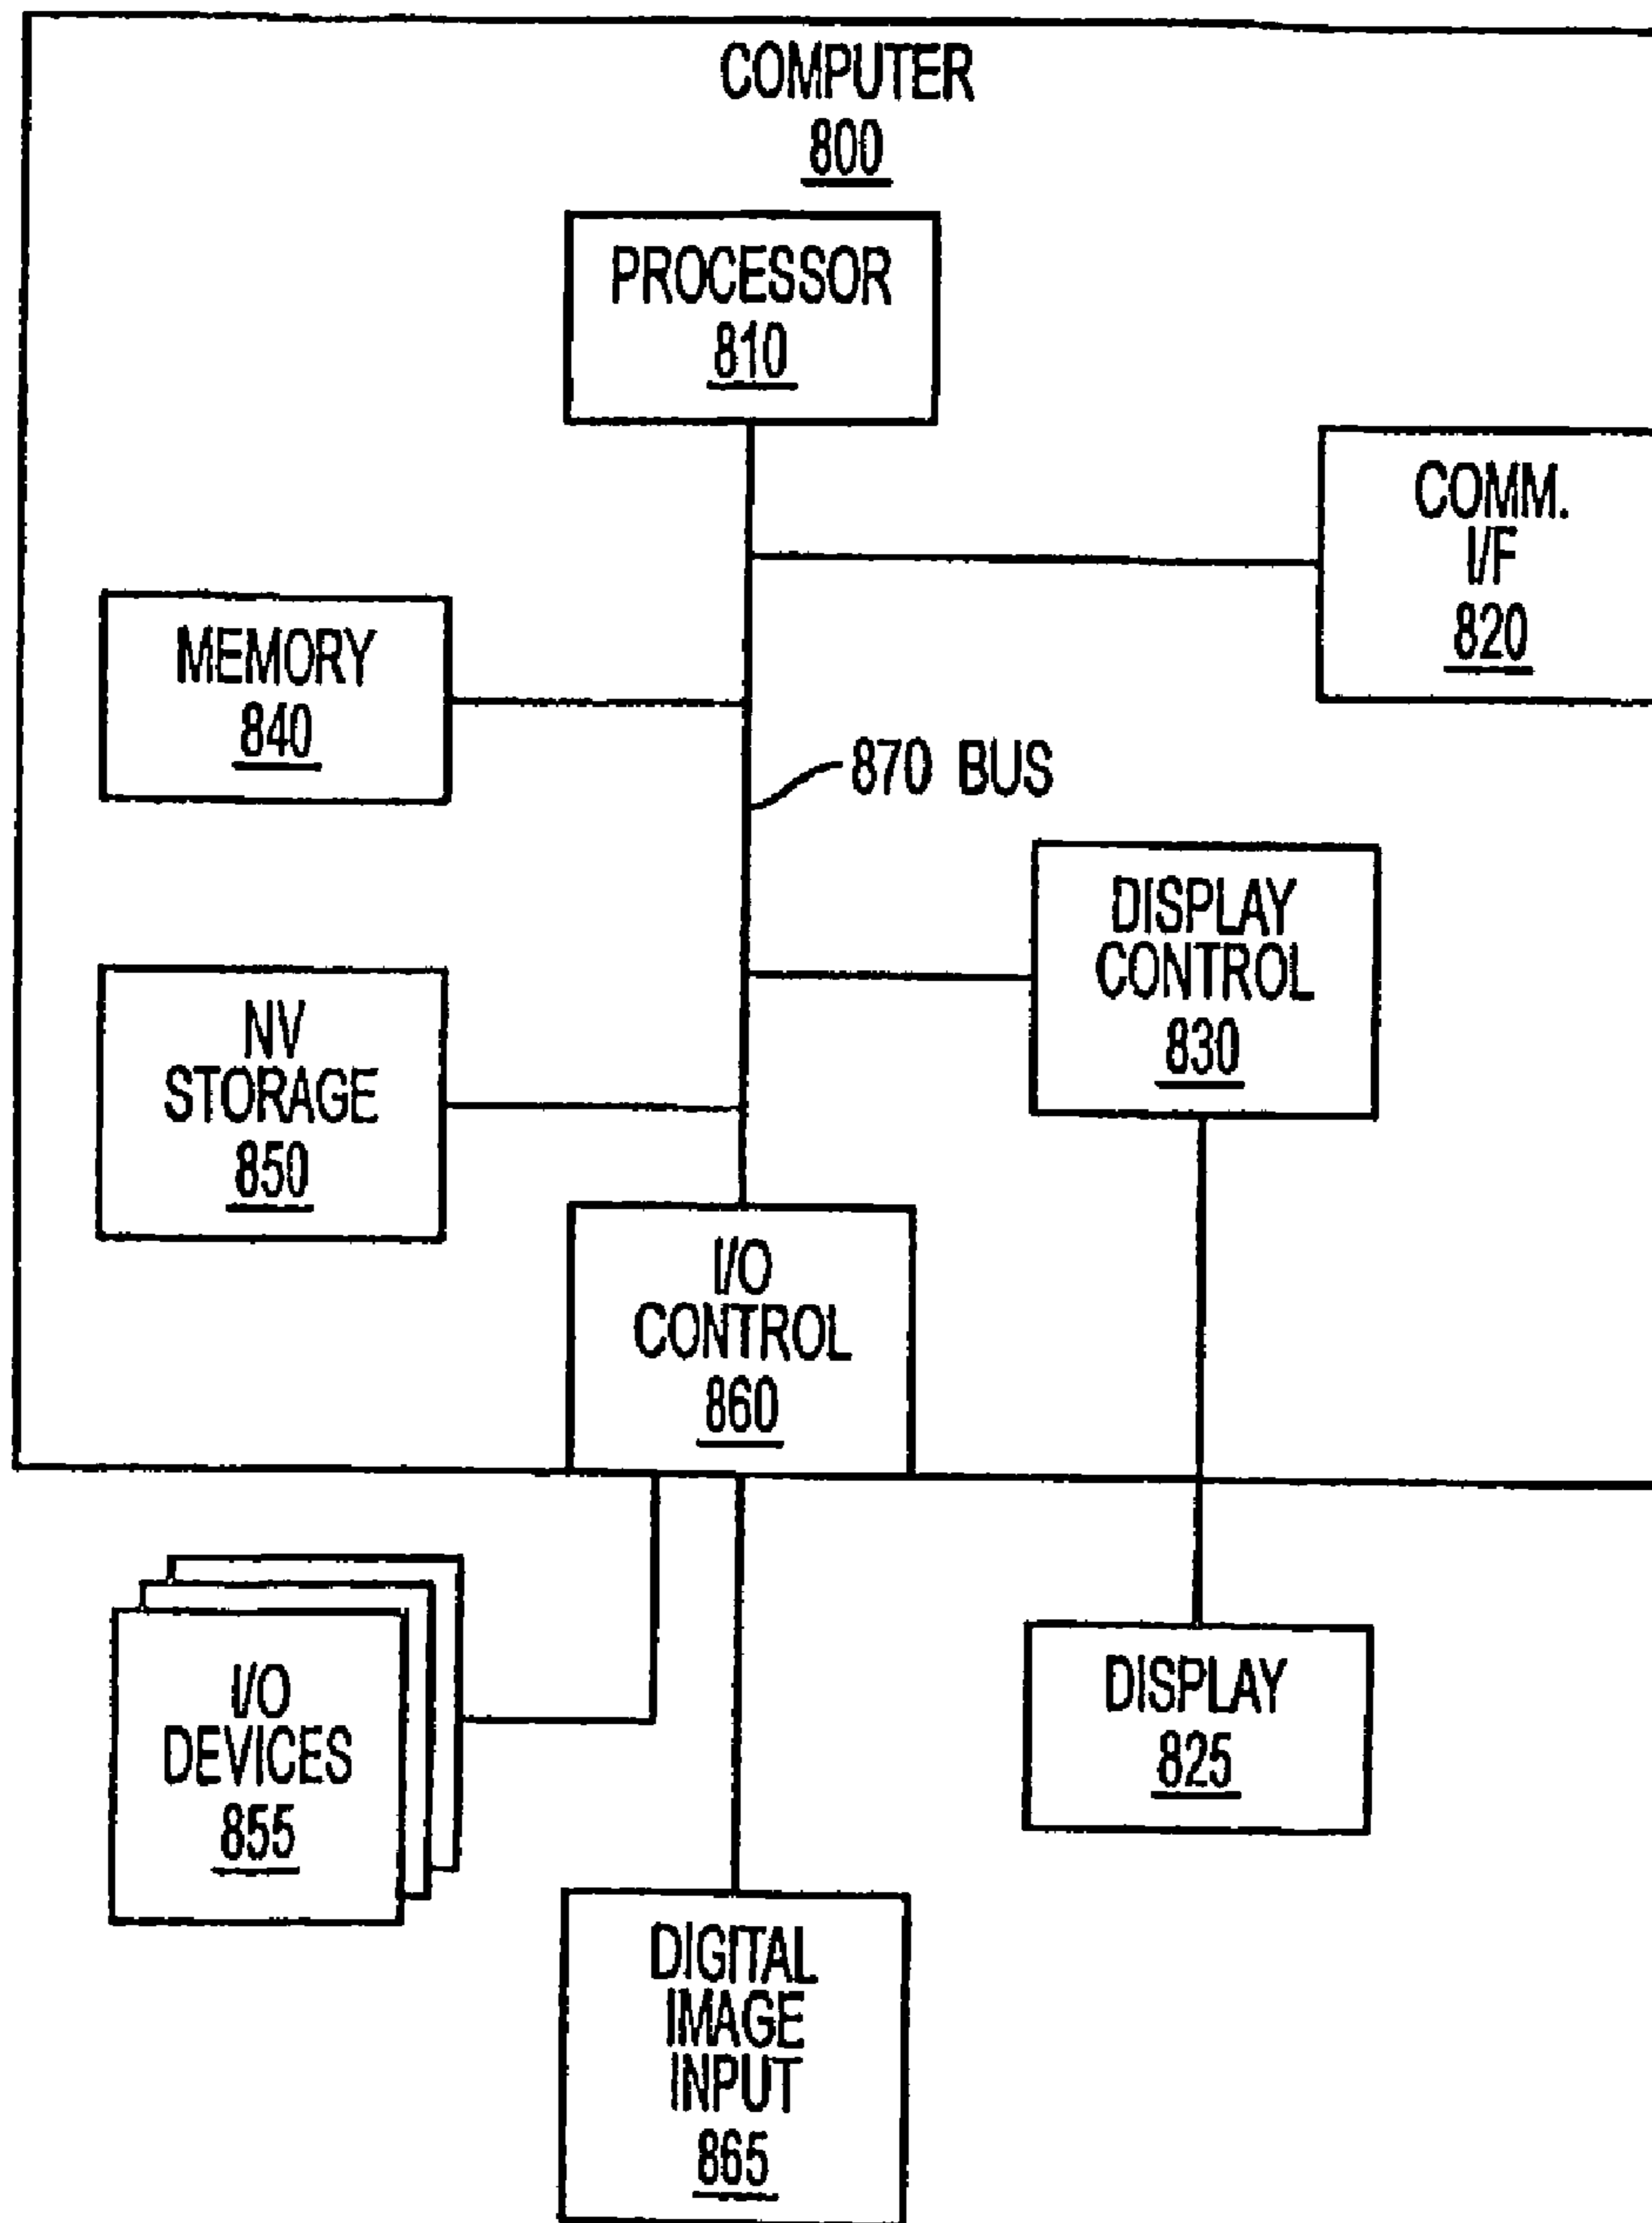 COMPUTER
800
PROCESSOR
810
COMM.
I/F
820
MEMORY
840
870 BUS
DISPLAY
CONTROL
830
NV
STORAGE
850
I/O
CONTROL
860
I/O
DEVICES
855
DISPLAY
825
DIGITAL
IMAGE
INPUT
865